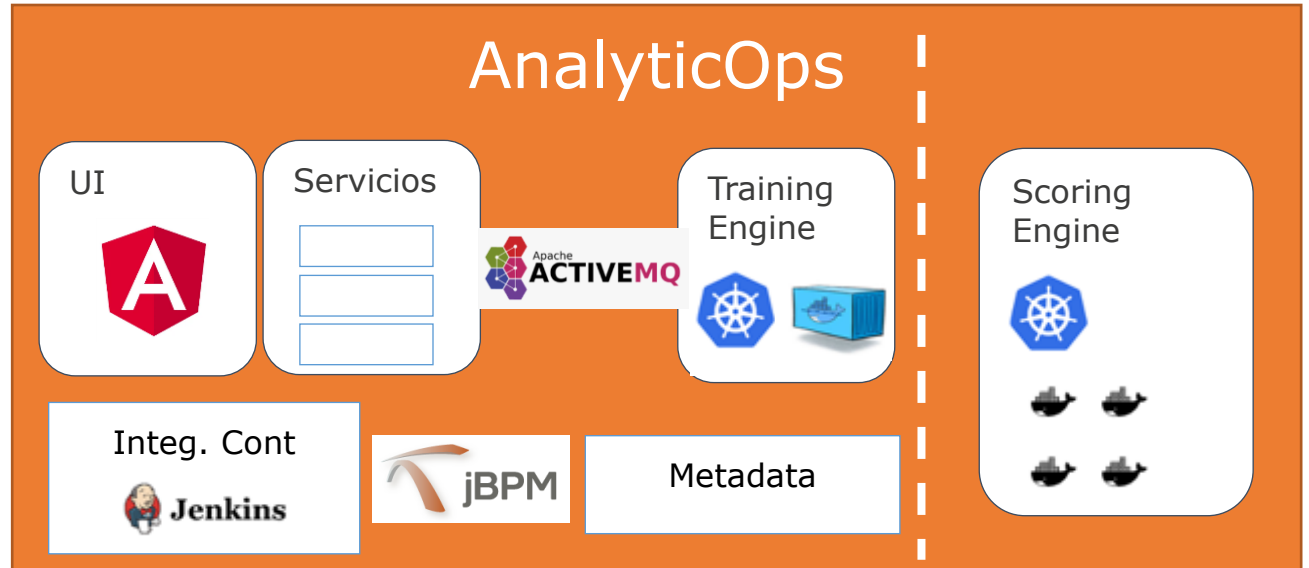 AnalyticOps
UI
A
Servicios
Apache
ACTIVEMQ
Training
Engine
Scoring
Engine
Integ. Cont
Jenkins
jBPM
Metadata